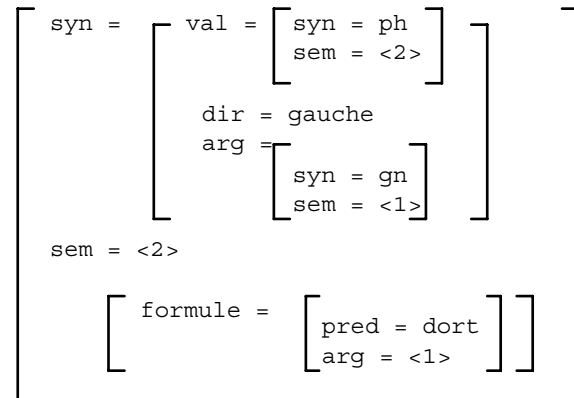 syn = val = syn = ph
sem = <2>
dir = gauche
arg =
syn = gn
sem = <1>
sem = <2>
formule =
pred = dort
arg = <1>